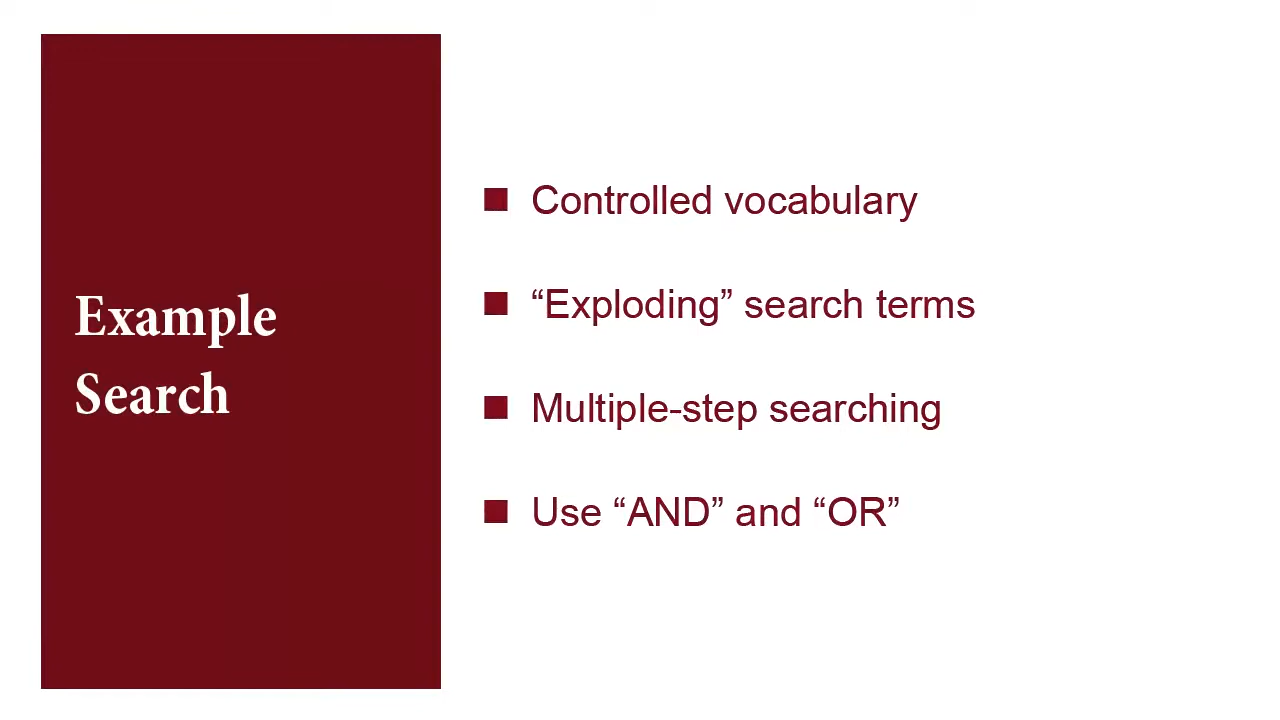 Example
Search
Controlled vocabulary
“Exploding” search terms
Multiple-step searching
Use “AND” and “OR”